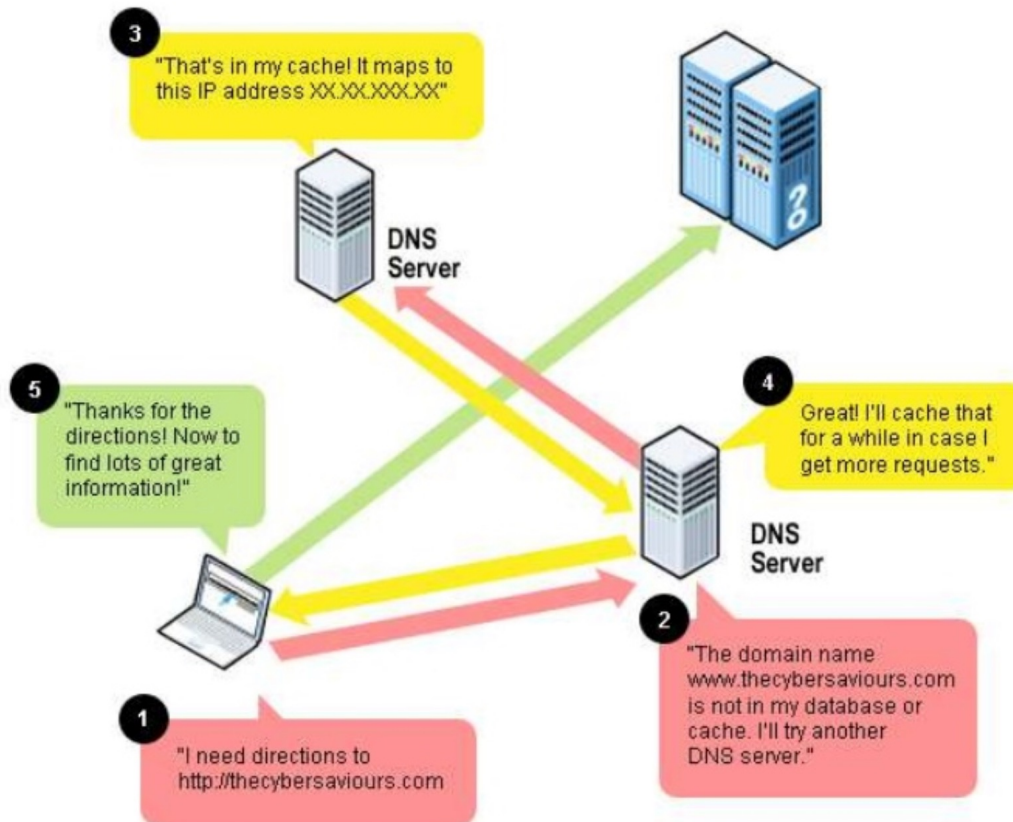 3
"That's in my cache! It maps to
this IP address XX.XX.XXX.XX"
DNS
Server
5
"Thanks for the
directions! Now to
find lots of great
information!"
4
Great! I'll cache that
for a while in case I
get more requests."
DNS
Server
2
"The domain name
www.thecybersaviours.com
is not in my database or
cache. I'll try another
DNS server."
1
"I need directions to
http://thecybersaviours.com
?